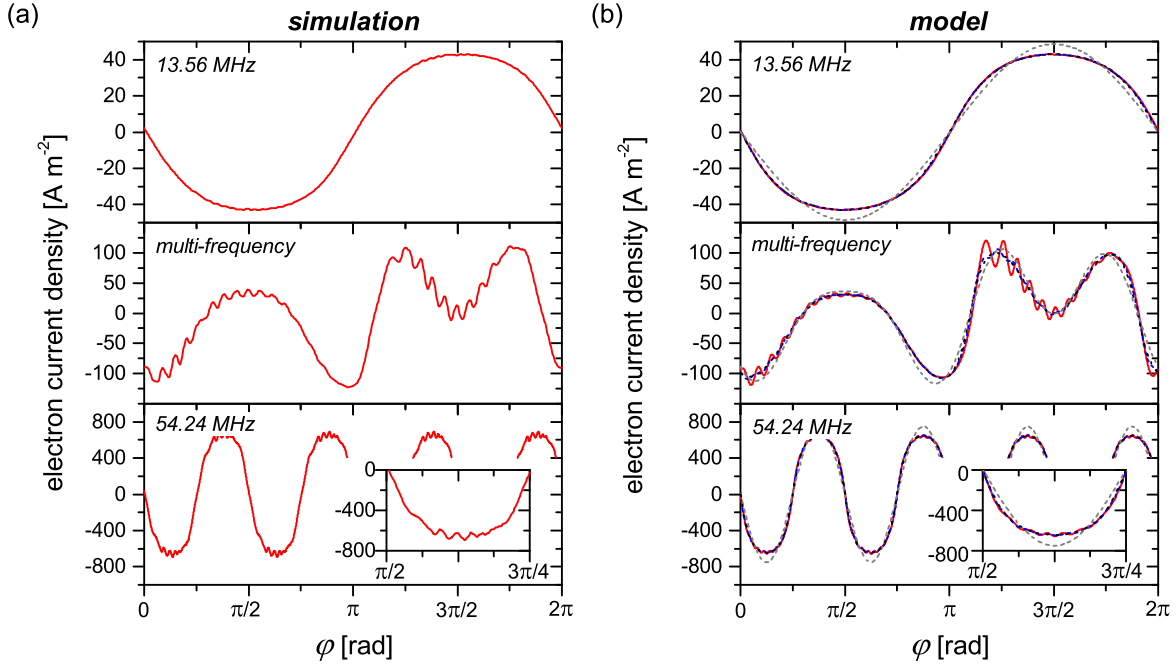 (a)
simulation
(b)
model
electron current density [A m-2]
13.56 MHz
40
20
0
-20
-40
multi-frequency
100
50
0
-50
-100
54.24 MHz
800
400
0
-400
-800
0
-400
-800
π/2
3π/4
0
π/2
π
3π/2
2π
φ [rad]
electron current density [A m-2]
13.56 MHz
40
20
0
-20
-40
multi-frequency
100
50
0
-50
-100
54.24 MHz
800
400
0
-400
-800
0
-400
-800
π/2
3π/4
0
π/2
π
3π/2
2π
φ [rad]